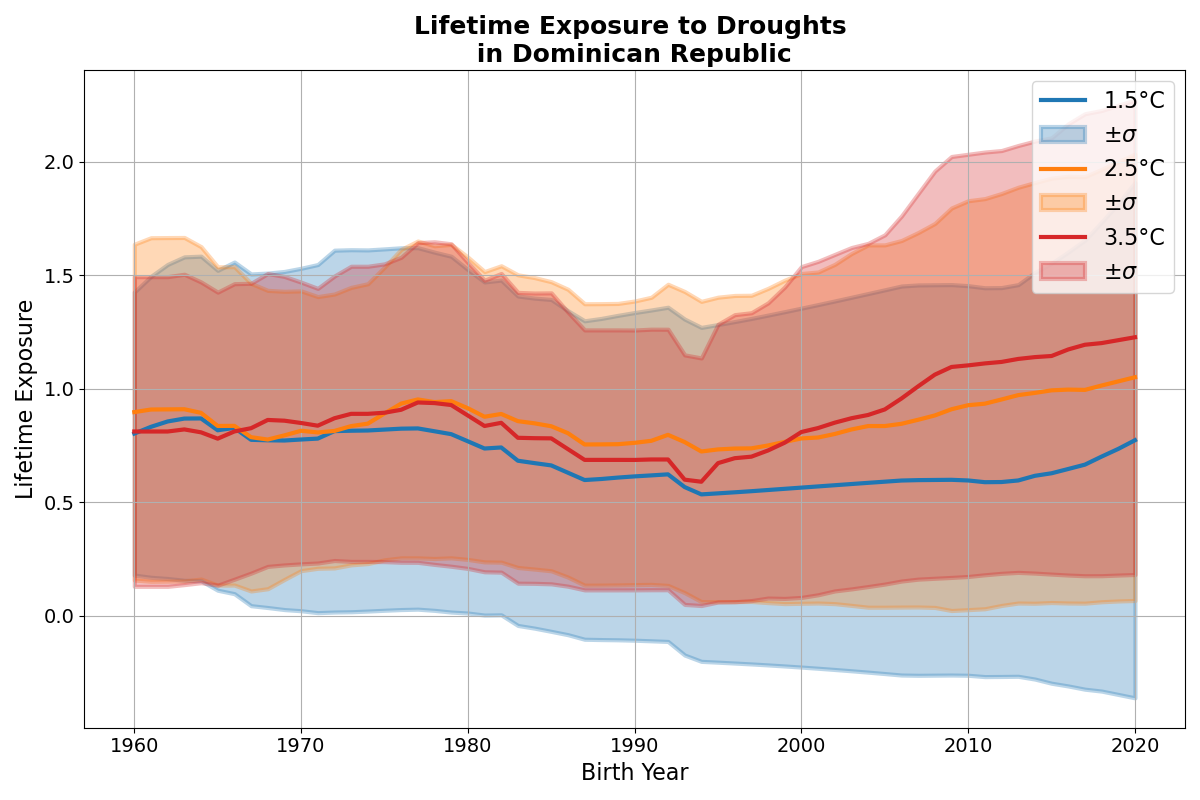 Lifetime Exposure to Droughts
in Dominican Republic
1.5°C
±σ
2.5°C
±σ
3.5°C
±σ
Lifetime Exposure
2.0
1.5
1.0
0.5
0.0
1960 1970 1980 1990 2000 2010 2020
Birth Year